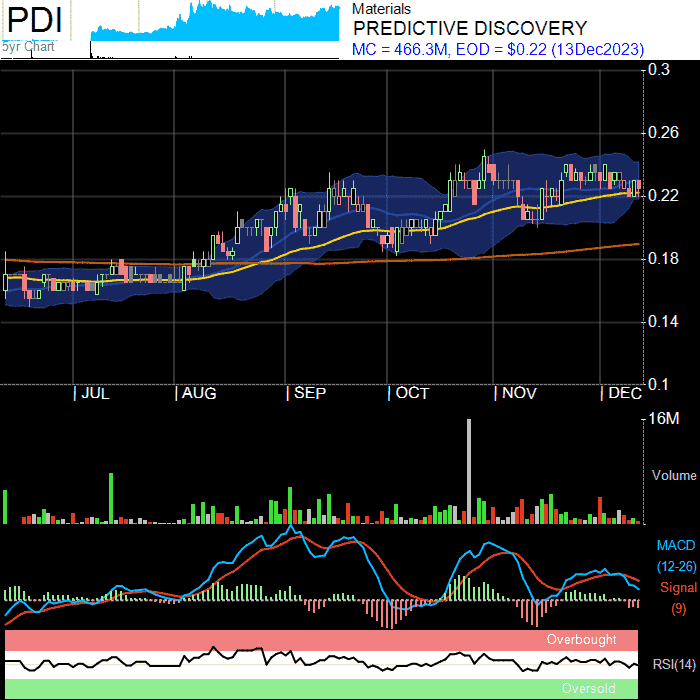 PDI
5yr Chart
Materials
PREDICTIVE DISCOVERY
MC = 466.3M, EOD = $0.22 (13Dec2023)
0.3
0.26
0.22
0.18
0.14
0.1
JUL AUG SEP OCT NOV DEC
16M
Volume
MACD
(12-26)
Signal
(9)
Overbought
RSI(14)
Oversold